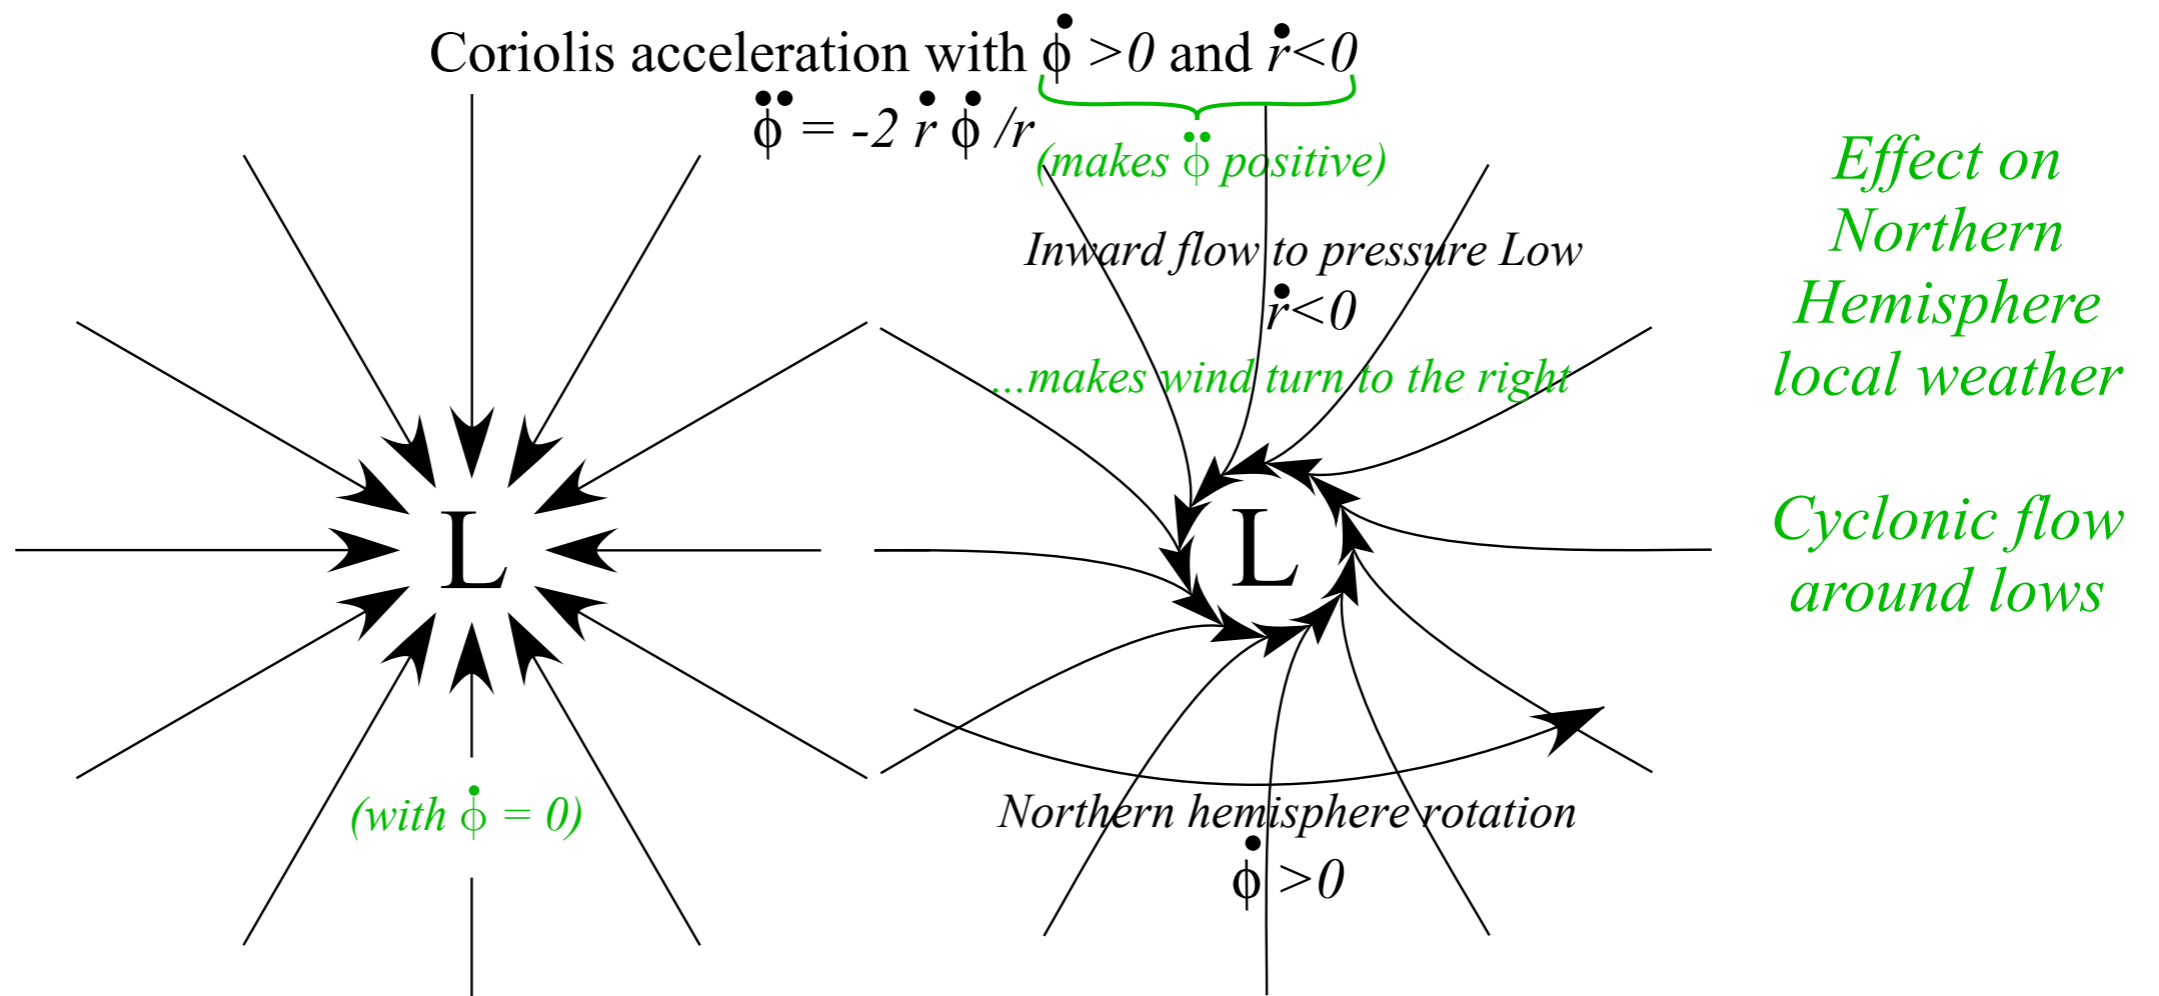 Coriolis acceleration with ϕ̇ >0 and ṙ<0
ϕ̈ = -2 ṙ ϕ̇ /r
(makes ϕ̈ positive)
Inward flow to pressure Low
ṙ<0
...makes wind turn to the right
L
(with ϕ̇ = 0)
L
Northern hemisphere rotation
ϕ̇ >0
Effect on
Northern
Hemisphere
local weather
Cyclonic flow
around lows